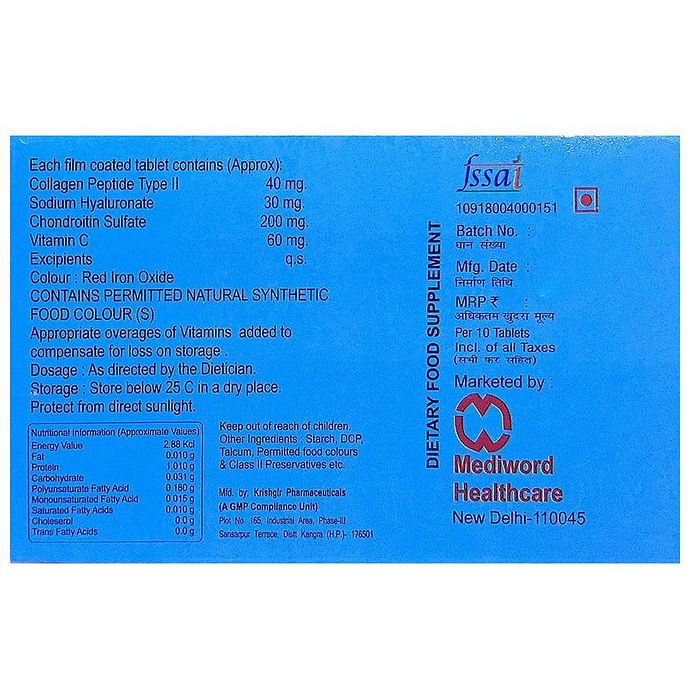 Each film coated tablet contains (Approx):
Collagen Peptide Type II 40 mg.
Sodium Hyaluronate 30 mg.
Chondroitin Sulfate 200 mg.
Vitamin C 60 mg.
Excipients q.s.
Colour : Red Iron Oxide
CONTAINS PERMITTED NATURAL SYNTHETIC
FOOD COLOUR (S)
Appropriate overages of Vitamins added to
compensate for loss on storage .
Dosage : As directed by the Dietician.
Storage : Store below 25 C in a dry place.
Protect from direct sunlight.
Nutritional Information (Approximate Values)
Energy Value 2.88 Kcl
Fat 0.010 g
Protein 1.010 g
Carbohydrate 0.031 g
Polyunsaturate Fatty Acid 0.180 g
Monounsaturated Fatty Acid 0.015 g
Saturated Fatty Acids 0.010 g
Choleserol 0.0 g
Trans Fatty Acids 0.0 g
Keep out of reach of children.
Other Ingredients : Starch, DCP,
Talcum, Permitted food colours
& Class II Preservatives etc.
Mfd. by: Krishgir Pharmaceuticals
(A GMP Compliance Unit)
Plot No. 165, Industrial Area, Phase-III
Sansarpur Terrace, Distt Kangra (H.P.)- 176501
DIETARY FOOD SUPPLEMENT
fssai
10918004000151
Batch No. :
घान संख्या
Mfg. Date :
निर्माण तिथि
MRP ₹ :
अधिकतम खुदरा मूल्य
Per 10 Tablets
Incl. of all Taxes
(सभी कर सहित)
Marketed by :
Mediword
Healthcare
New Delhi-110045